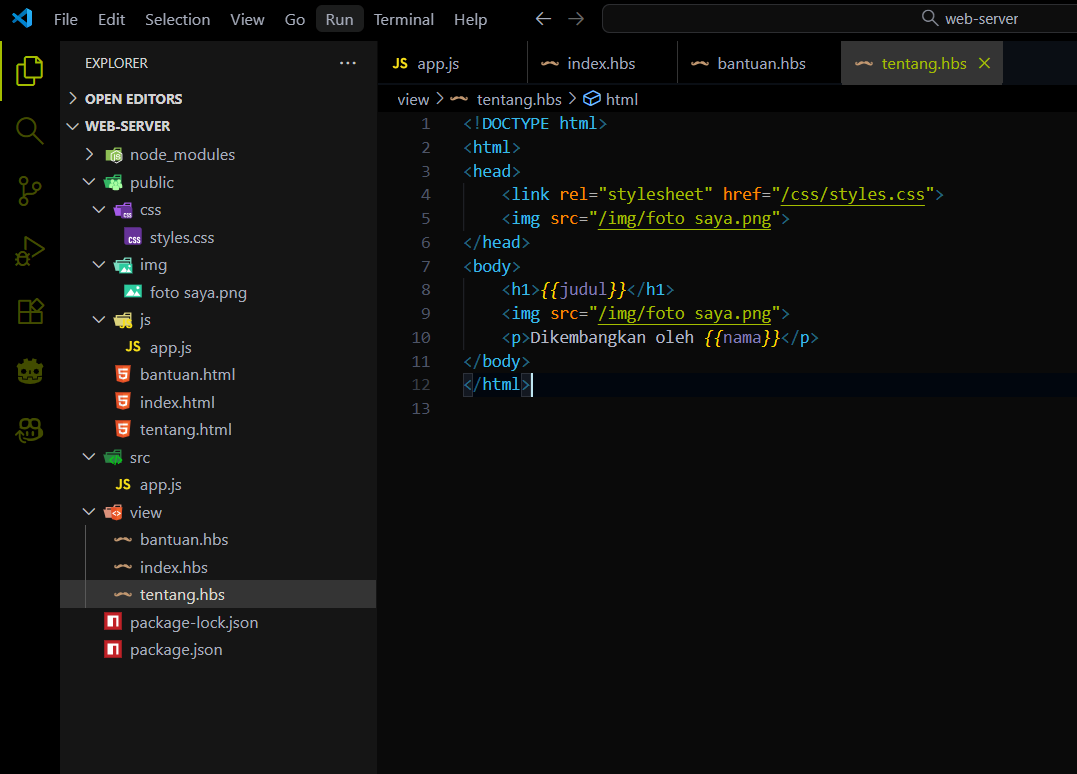 File Edit Selection View Go Run Terminal Help web-server
EXPLORER
OPEN EDITORS
WEB-SERVER
node_modules
public
css
styles.css
img
foto saya.png
js
JS app.js
bantuan.html
index.html
tentang.html
src
JS app.js
view
bantuan.hbs
index.hbs
tentang.hbs
package-lock.json
package.json
JS app.js index.hbs bantuan.hbs tentang.hbs
view > tentang.hbs > html
1 <!DOCTYPE html>
2 <html>
3 <head>
4 <link rel="stylesheet" href="/css/styles.css">
5 <img src="/img/foto saya.png">
6 </head>
7 <body>
8 <h1>{{judul}}</h1>
9 <img src="/img/foto saya.png">
10 <p>Dikembangkan oleh {{nama}}</p>
11 </body>
12 </html>
13